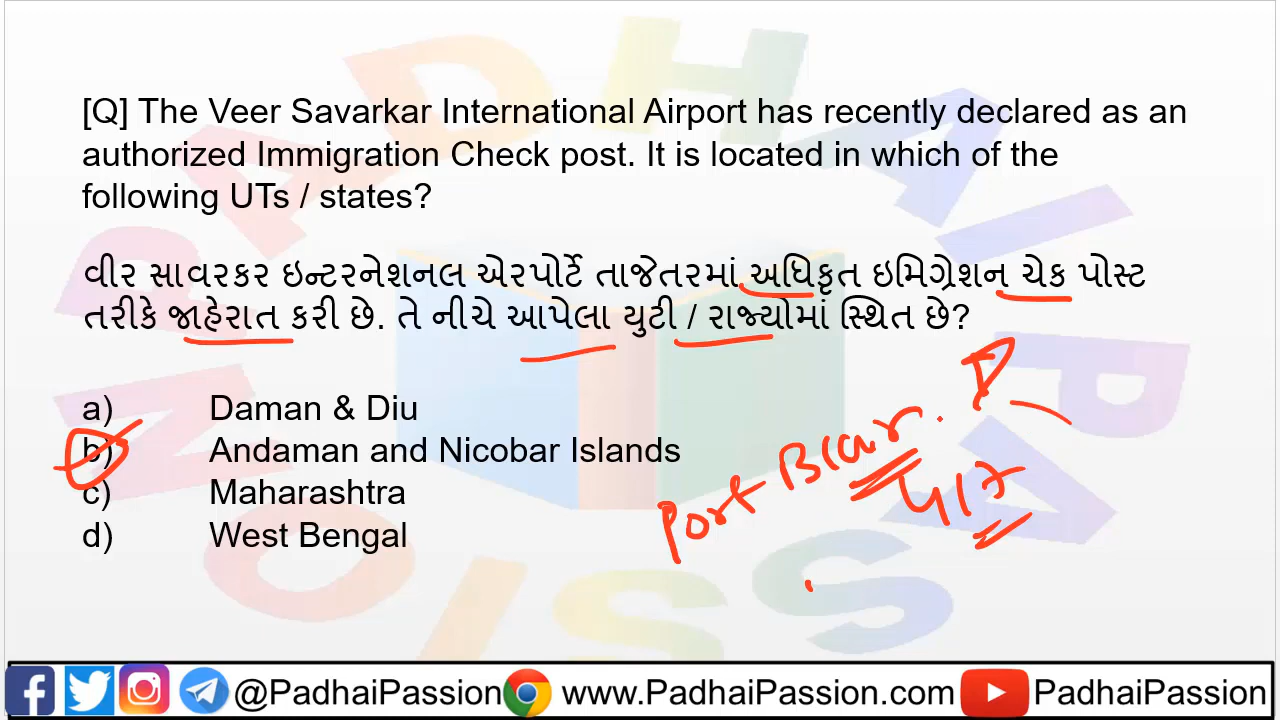 [Q] The Veer Savarkar International Airport has recently declared as an
authorized Immigration Check post. It is located in which of the
following UTs / states?
વીર સાવરકર ઇન્ટરનેશનલ એરપોર્ટે તાજેતરમાં અધિકૃત ઇમિગ્રેશન ચેક પોસ્ટ
તરીકે જાહેરાત કરી છે. તે નીચે આપેલા યુટી / રાજ્યોમાં સ્થિત છે?
a) Daman & Diu
b) Andaman and Nicobar Islands
c) Maharashtra
d) West Bengal
Port Blair.
@PadhaiPassion www.PadhaiPassion.com PadhaiPassion